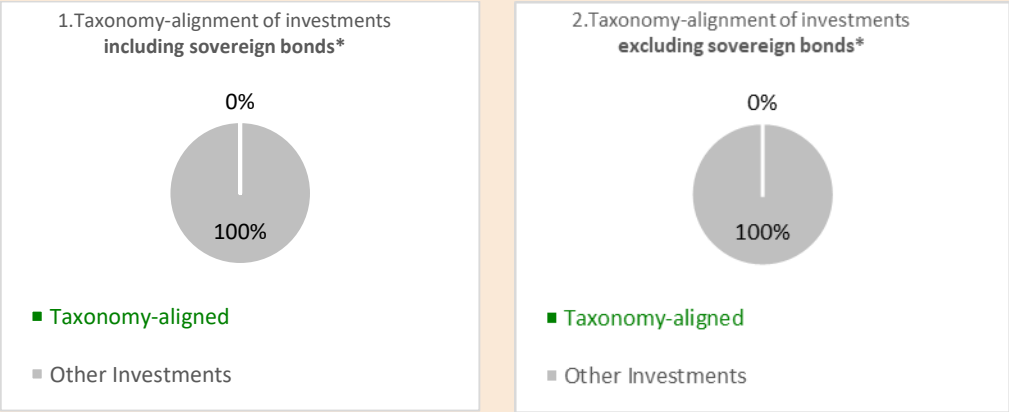 1.Taxonomy-alignment of investments
including sovereign bonds*
0%
100%
Taxonomy-aligned
Other Investments
2.Taxonomy-alignment of investments
excluding sovereign bonds*
0%
100%
Taxonomy-aligned
Other Investments